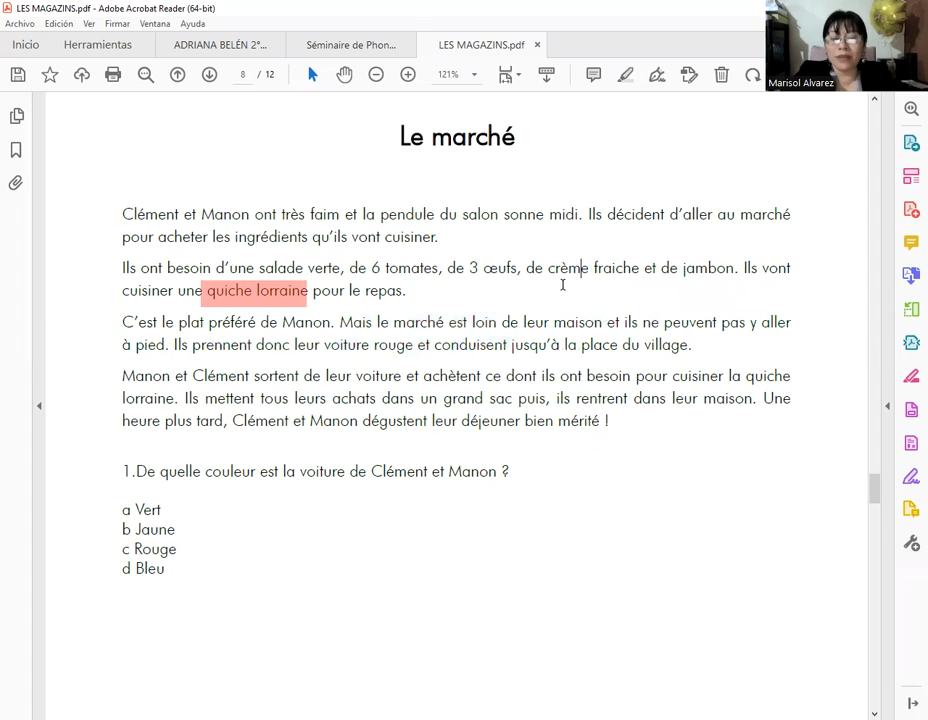 LES MAGAZINS.pdf - Adobe Acrobat Reader (64-bit)
Archivo Edición Ver Firmar Ventana Ayuda
Inicio Herramientas ADRIANA BELÉN 2°... Séminaire de Phon... LES MAGAZINS.pdf
8 / 12 121%
Marisol Alvarez
Le marché
Clément et Manon ont très faim et la pendule du salon sonne midi. Ils décident d'aller au marché
pour acheter les ingrédients qu'ils vont cuisiner.
Ils ont besoin d'une salade verte, de 6 tomates, de 3 œufs, de crème fraiche et de jambon. Ils vont
cuisiner une quiche lorraine pour le repas.
C'est le plat préféré de Manon. Mais le marché est loin de leur maison et ils ne peuvent pas y aller
à pied. Ils prennent donc leur voiture rouge et conduisent jusqu'à la place du village.
Manon et Clément sortent de leur voiture et achètent ce dont ils ont besoin pour cuisiner la quiche
lorraine. Ils mettent tous leurs achats dans un grand sac puis, ils rentrent dans leur maison. Une
heure plus tard, Clément et Manon dégustent leur déjeuner bien mérité !
1.De quelle couleur est la voiture de Clément et Manon ?
a Vert
b Jaune
c Rouge
d Bleu